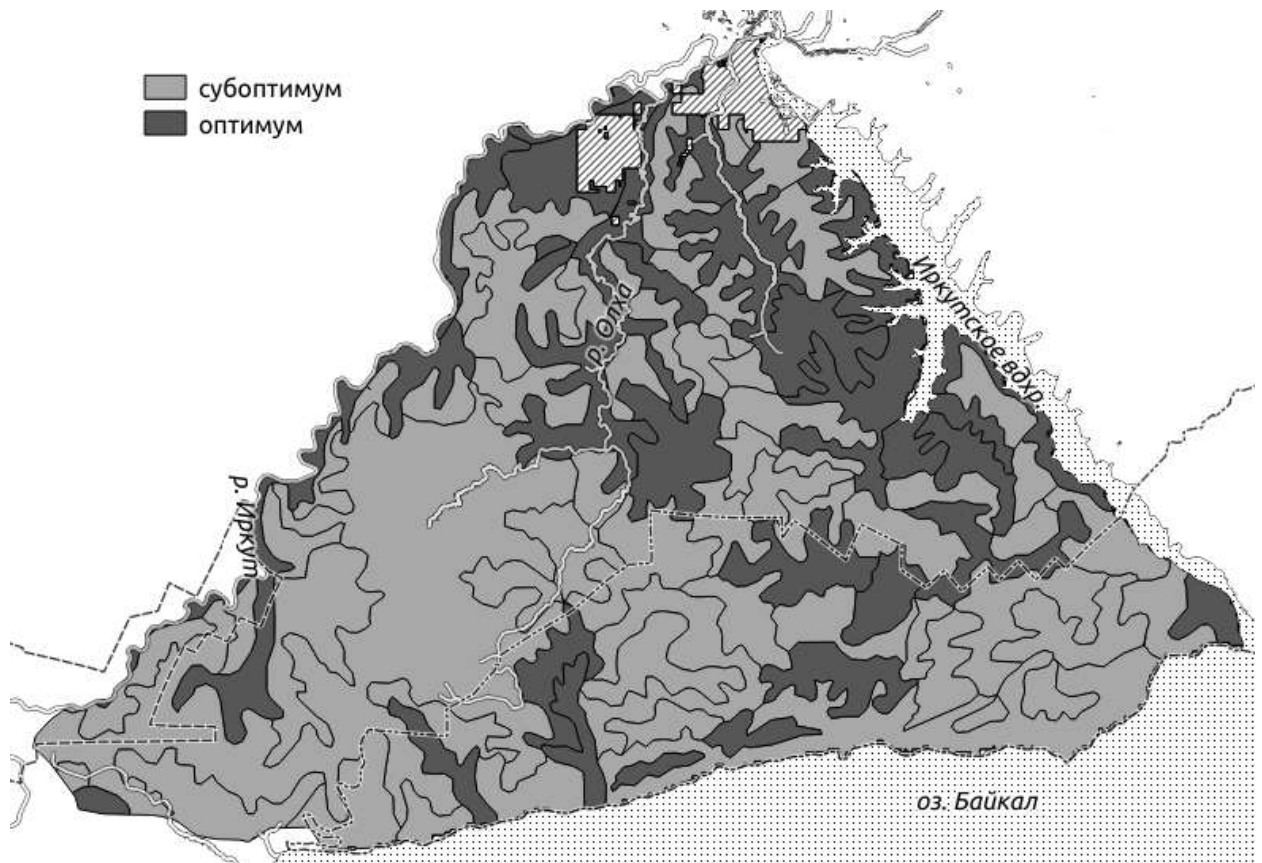 субоптимум
оптимум
Иркутское вдхр.
р. Олха
р. Иркут
оз. Байкал